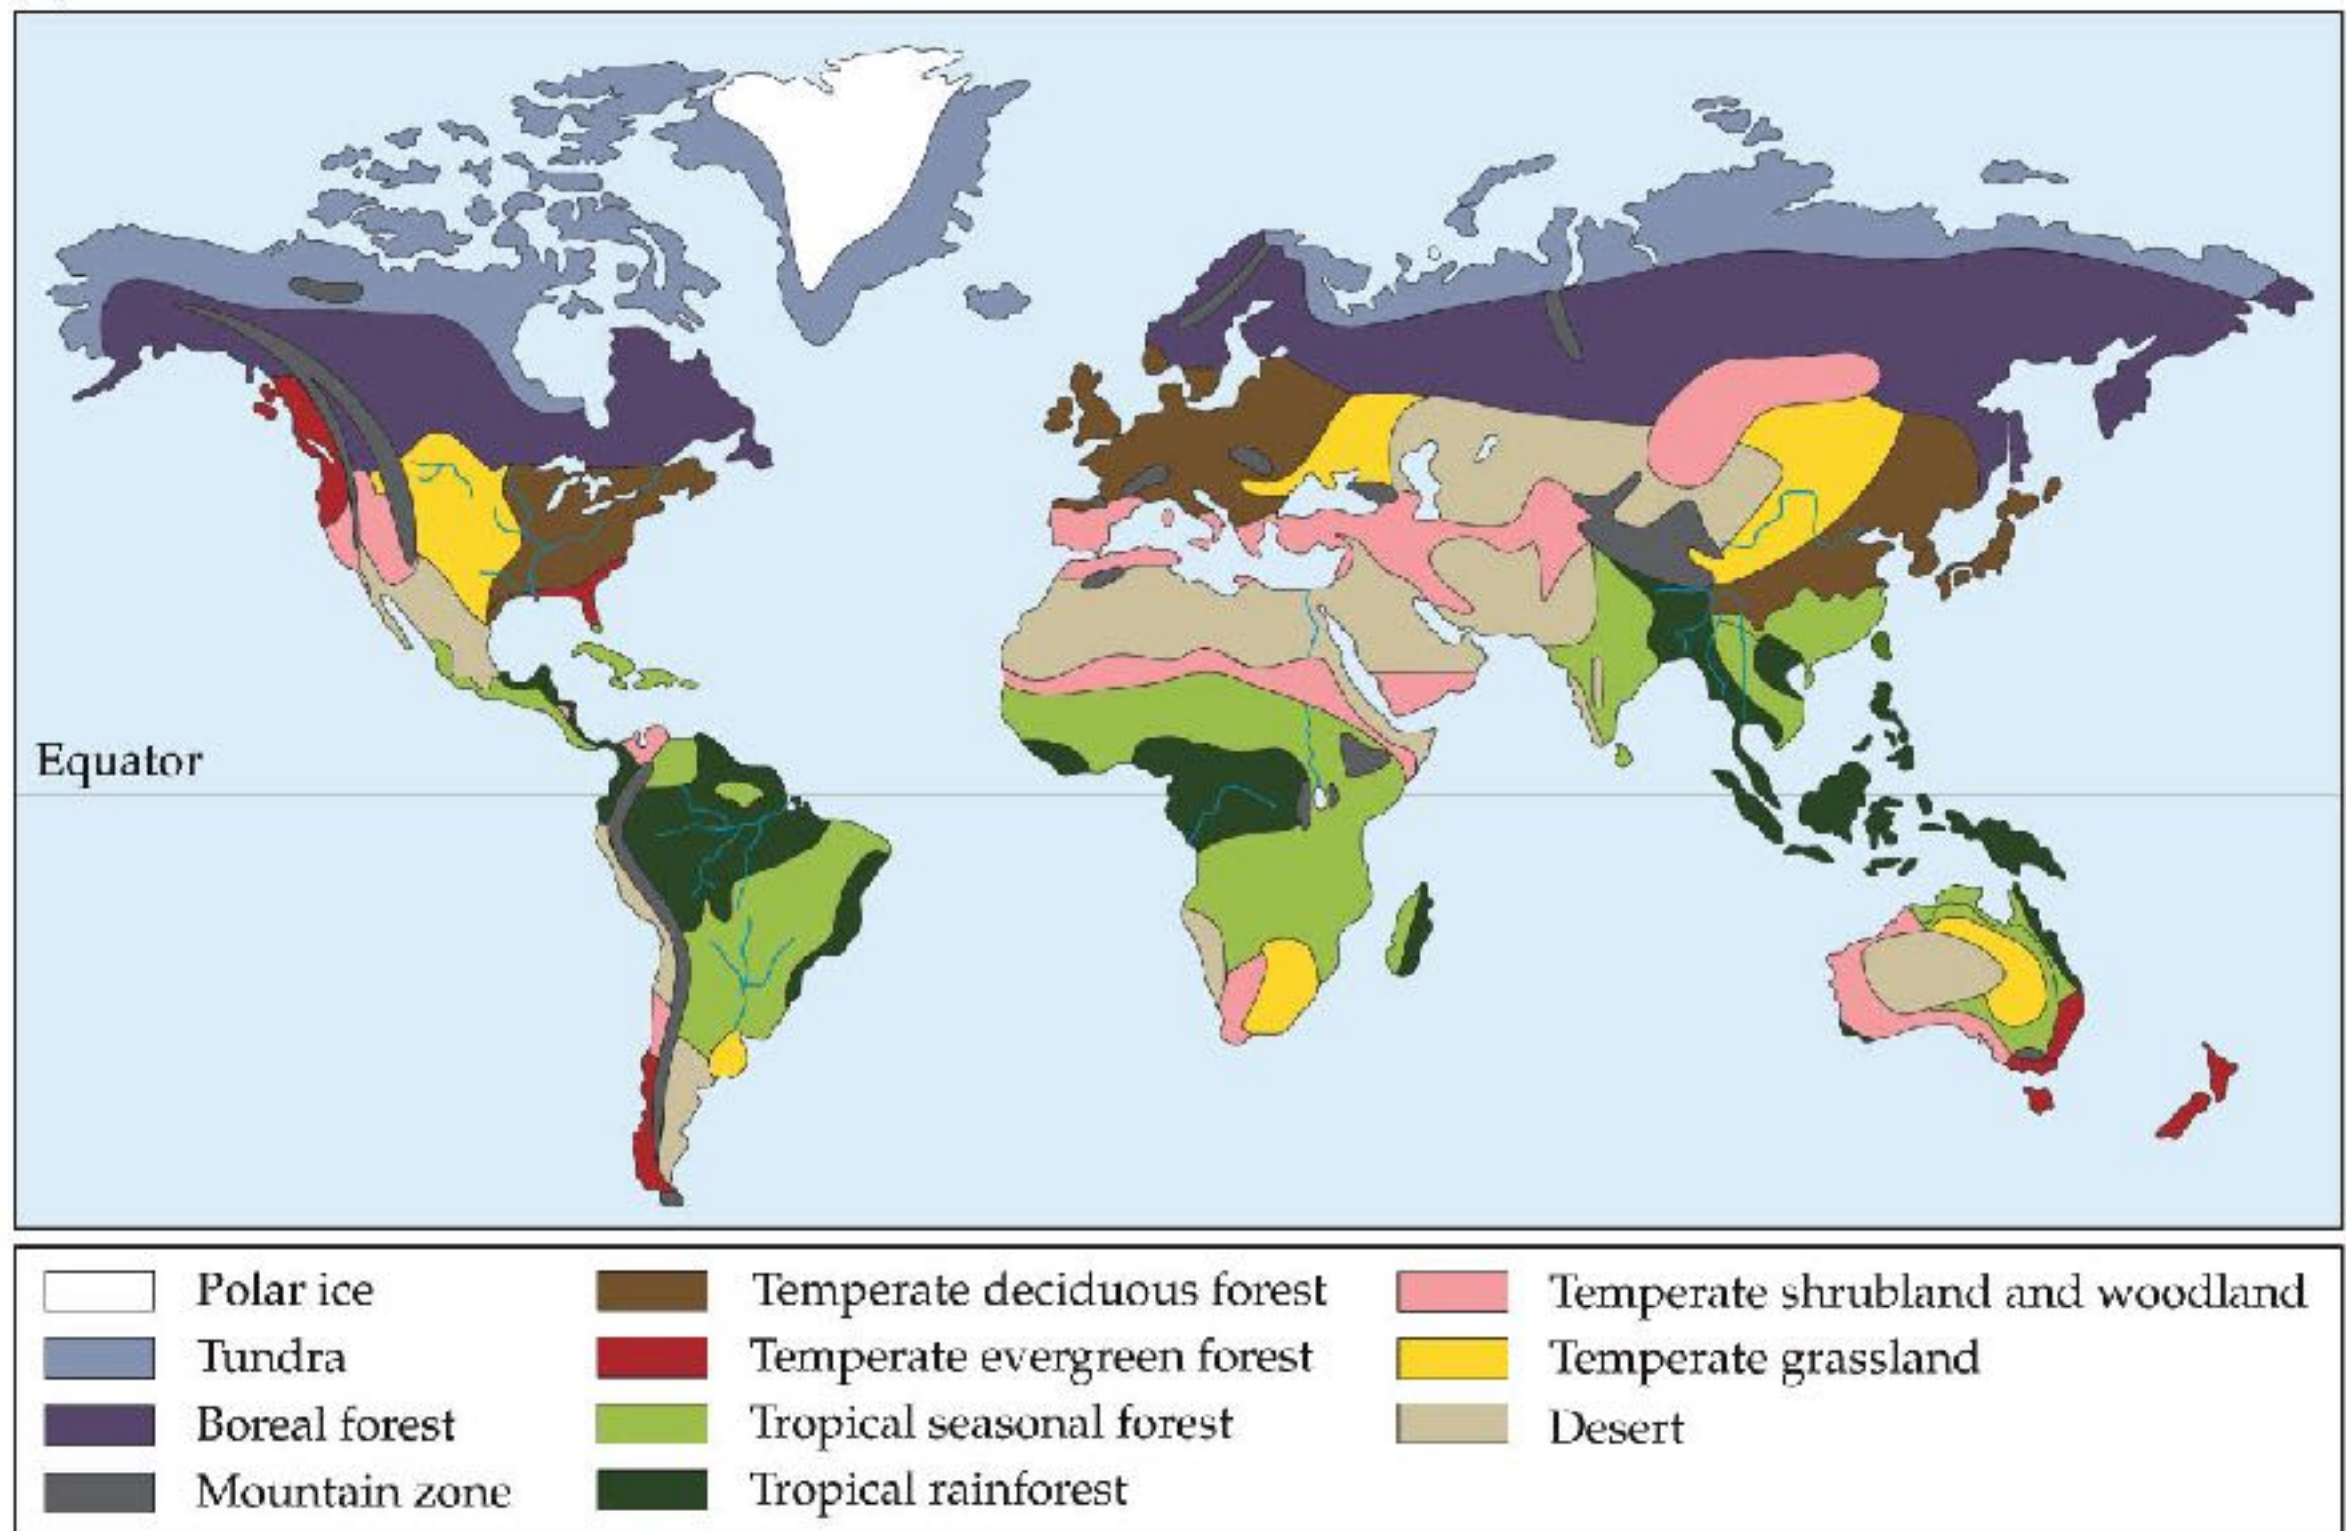 Equator
Polar ice
Temperate deciduous forest
Temperate shrubland and woodland
Tundra
Temperate evergreen forest
Temperate grassland
Boreal forest
Tropical seasonal forest
Desert
Mountain zone
Tropical rainforest